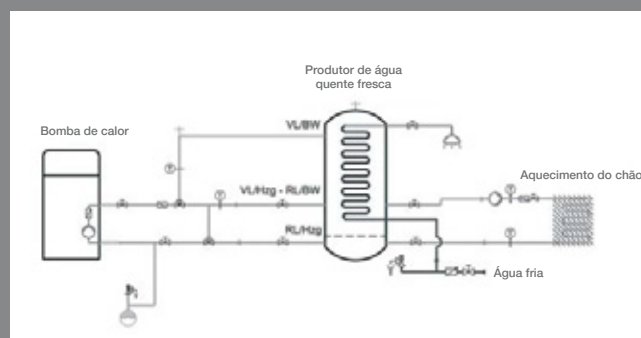 Produtor de água
quente fresca
Bomba de calor
VL/BW
Aquecimento do chão
VL/Hzg - RL/BW
RL/Hzg
Água fria